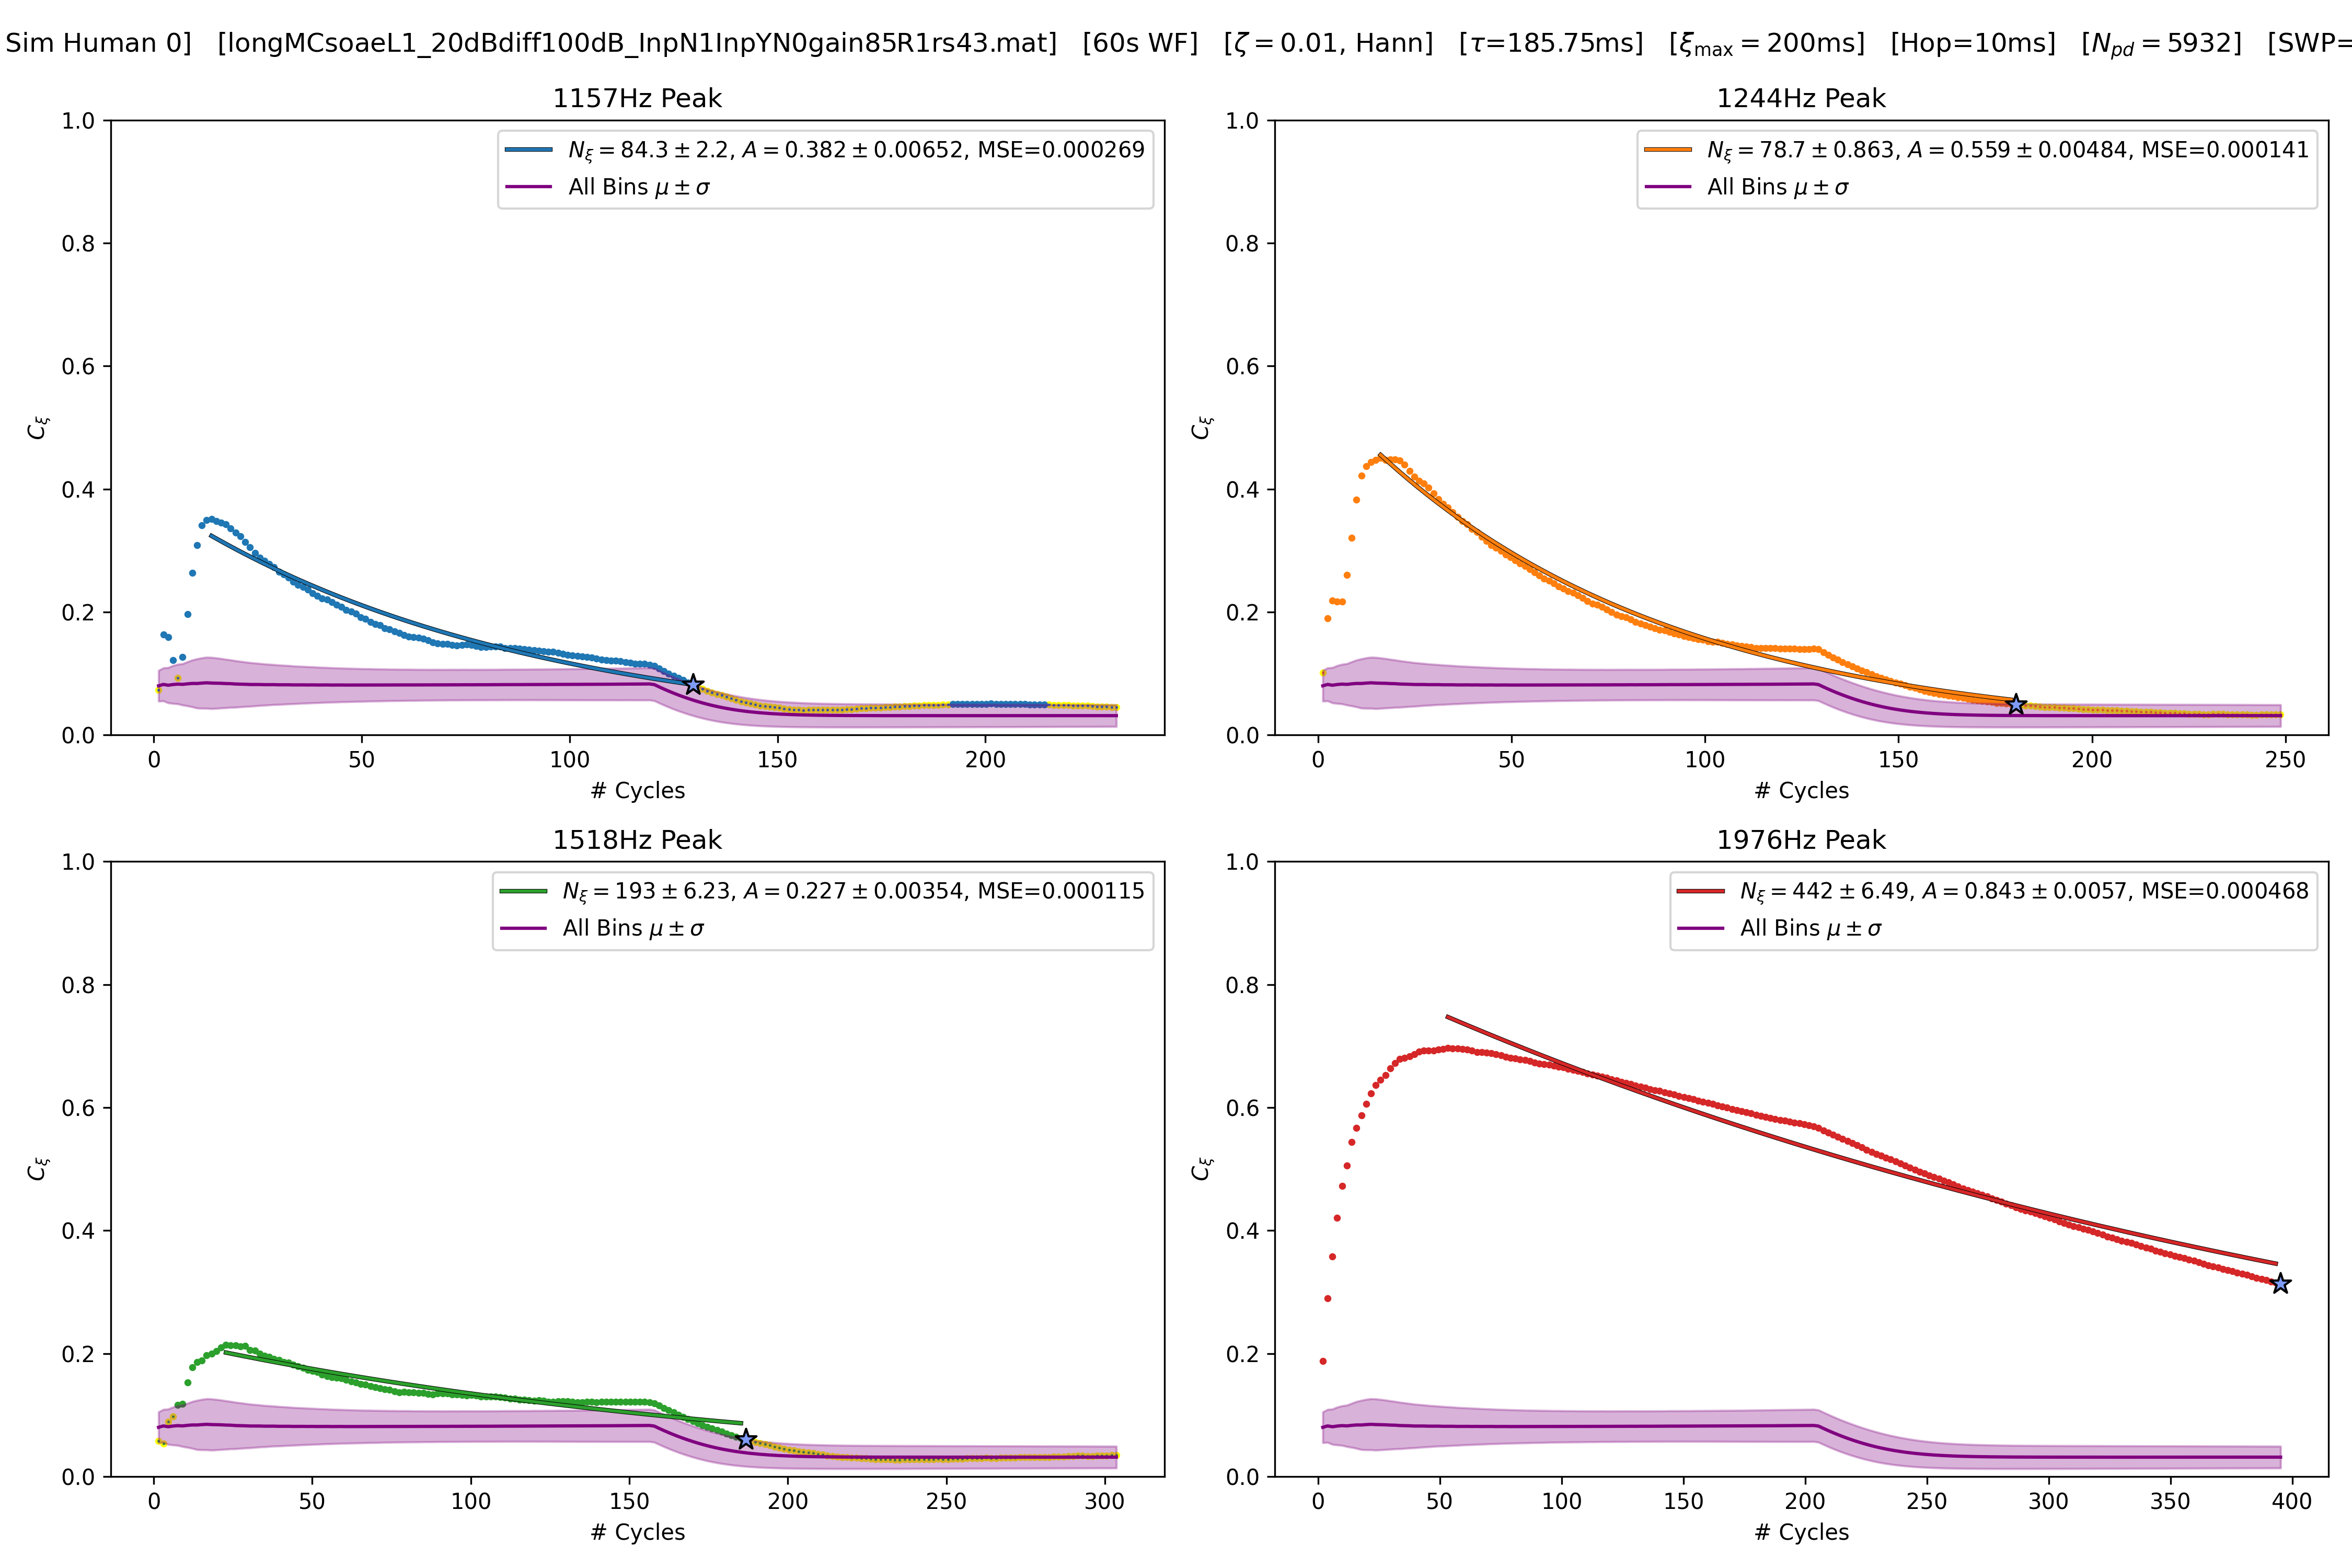 Sim Human 0] [longMCsoaeL1_20dBdiff100dB_InpN1InpYN0gain85R1rs43.mat] [60s WF] [ζ = 0.01, Hann] [τ=185.75ms] [ξmax = 200ms] [Hop=10ms] [Npd = 5932] [SWP=
1157Hz Peak
Nξ = 84.3 ± 2.2, A = 0.382 ± 0.00652, MSE=0.000269
All Bins μ ± σ
1.0
0.8
0.6
0.4
0.2
0.0
Cξ
0 50 100 150 200
# Cycles
1244Hz Peak
Nξ = 78.7 ± 0.863, A = 0.559 ± 0.00484, MSE=0.000141
All Bins μ ± σ
1.0
0.8
0.6
0.4
0.2
0.0
Cξ
0 50 100 150 200 250
# Cycles
1518Hz Peak
Nξ = 193 ± 6.23, A = 0.227 ± 0.00354, MSE=0.000115
All Bins μ ± σ
1.0
0.8
0.6
0.4
0.2
0.0
Cξ
0 50 100 150 200 250 300
# Cycles
1976Hz Peak
Nξ = 442 ± 6.49, A = 0.843 ± 0.0057, MSE=0.000468
All Bins μ ± σ
1.0
0.8
0.6
0.4
0.2
0.0
Cξ
0 50 100 150 200 250 300 350 400
# Cycles